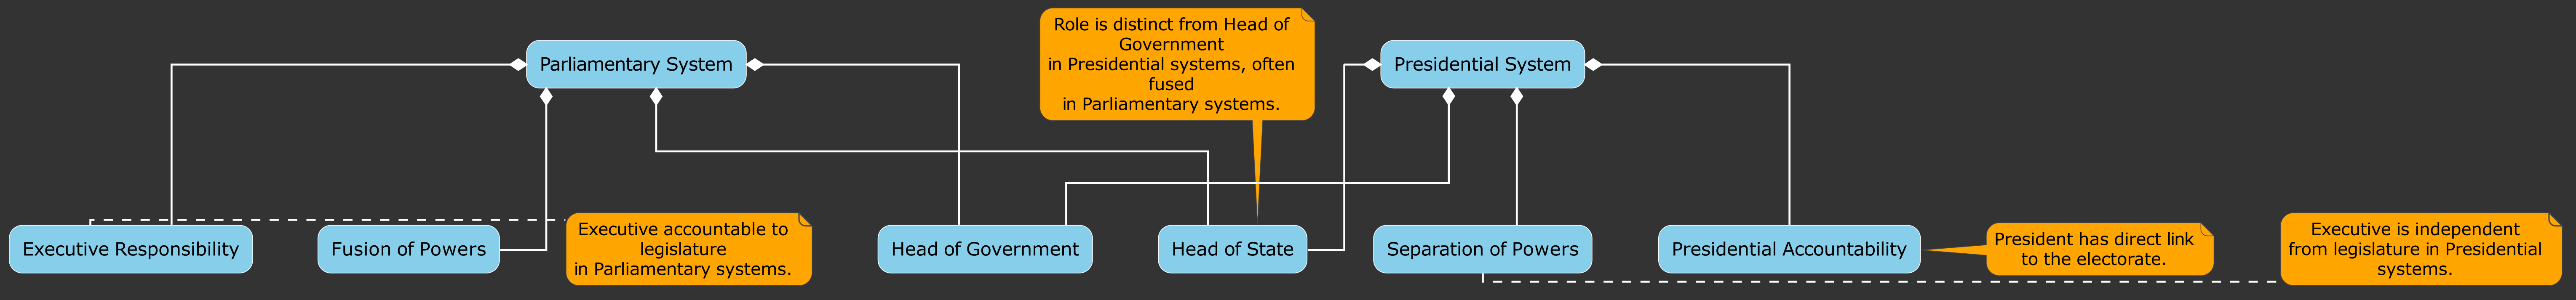 Role is distinct from Head of
Government
in Presidential systems, often
fused
in Parliamentary systems.
Parliamentary System
Presidential System
Executive Responsibility
Fusion of Powers
Executive accountable to
legislature
in Parliamentary systems.
Head of Government
Head of State
Separation of Powers
Presidential Accountability
President has direct link
to the electorate.
Executive is independent
from legislature in Presidential
systems.